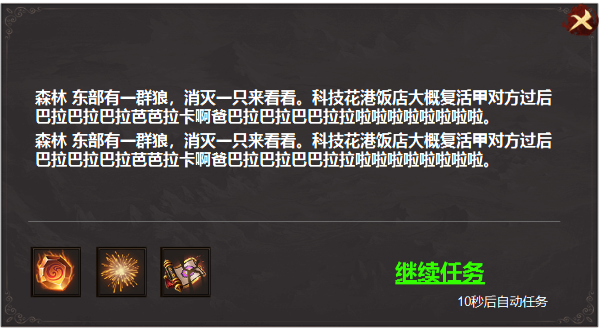 森林 东部有一群狼，消灭一只来看看。科技花港饭店大概复活甲对方过后
巴拉巴拉巴拉芭芭拉卡啊爸巴拉巴拉巴巴拉拉啦啦啦啦啦啦啦啦。
森林 东部有一群狼，消灭一只来看看。科技花港饭店大概复活甲对方过后
巴拉巴拉巴拉芭芭拉卡啊爸巴拉巴拉巴巴拉拉啦啦啦啦啦啦啦啦。
继续任务
10秒后自动任务